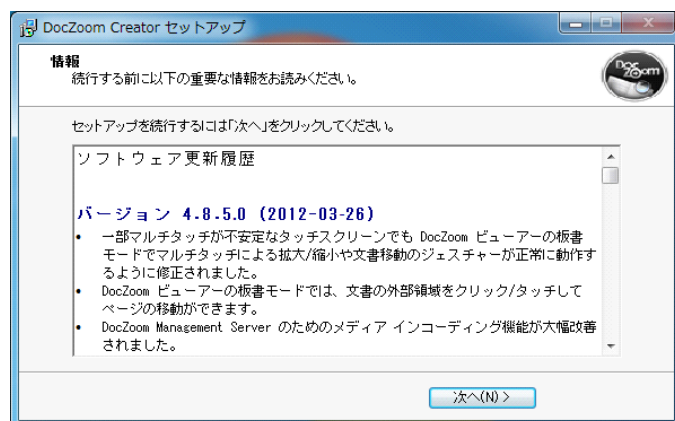 DocZoom Creator セットアップ
情報
続行する前に以下の重要な情報をお読みください。
Doc
Zoom
セットアップを続行するには「次へ」をクリックしてください。
ソフトウェア更新履歴
バージョン 4.8.5.0 (2012-03-26)
• 一部マルチタッチが不安定なタッチスクリーンでも DocZoom ビューアーの板書
モードでマルチタッチによる拡大/縮小や文書移動のジェスチャーが正常に動作す
るように修正されました。
• DocZoom ビューアーの板書モードでは、文書の外部領域をクリック/タッチして
ページの移動ができます。
• DocZoom Management Server のためのメディア インコーディング機能が大幅改善
されました。
次へ(N) >